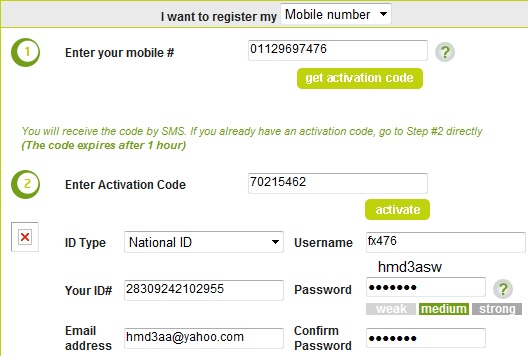 I want to register my Mobile number
1 Enter your mobile # 01129697476 ?
get activation code
You will receive the code by SMS. If you already have an activation code, go to Step #2 directly
(The code expires after 1 hour)
2 Enter Activation Code 70215462
activate
ID Type National ID Username fx476
hmd3asw
Your ID# 28309242102955 Password ••••••• ?
weak medium strong
Email address hmd3aa@yahoo.com Confirm Password •••••••